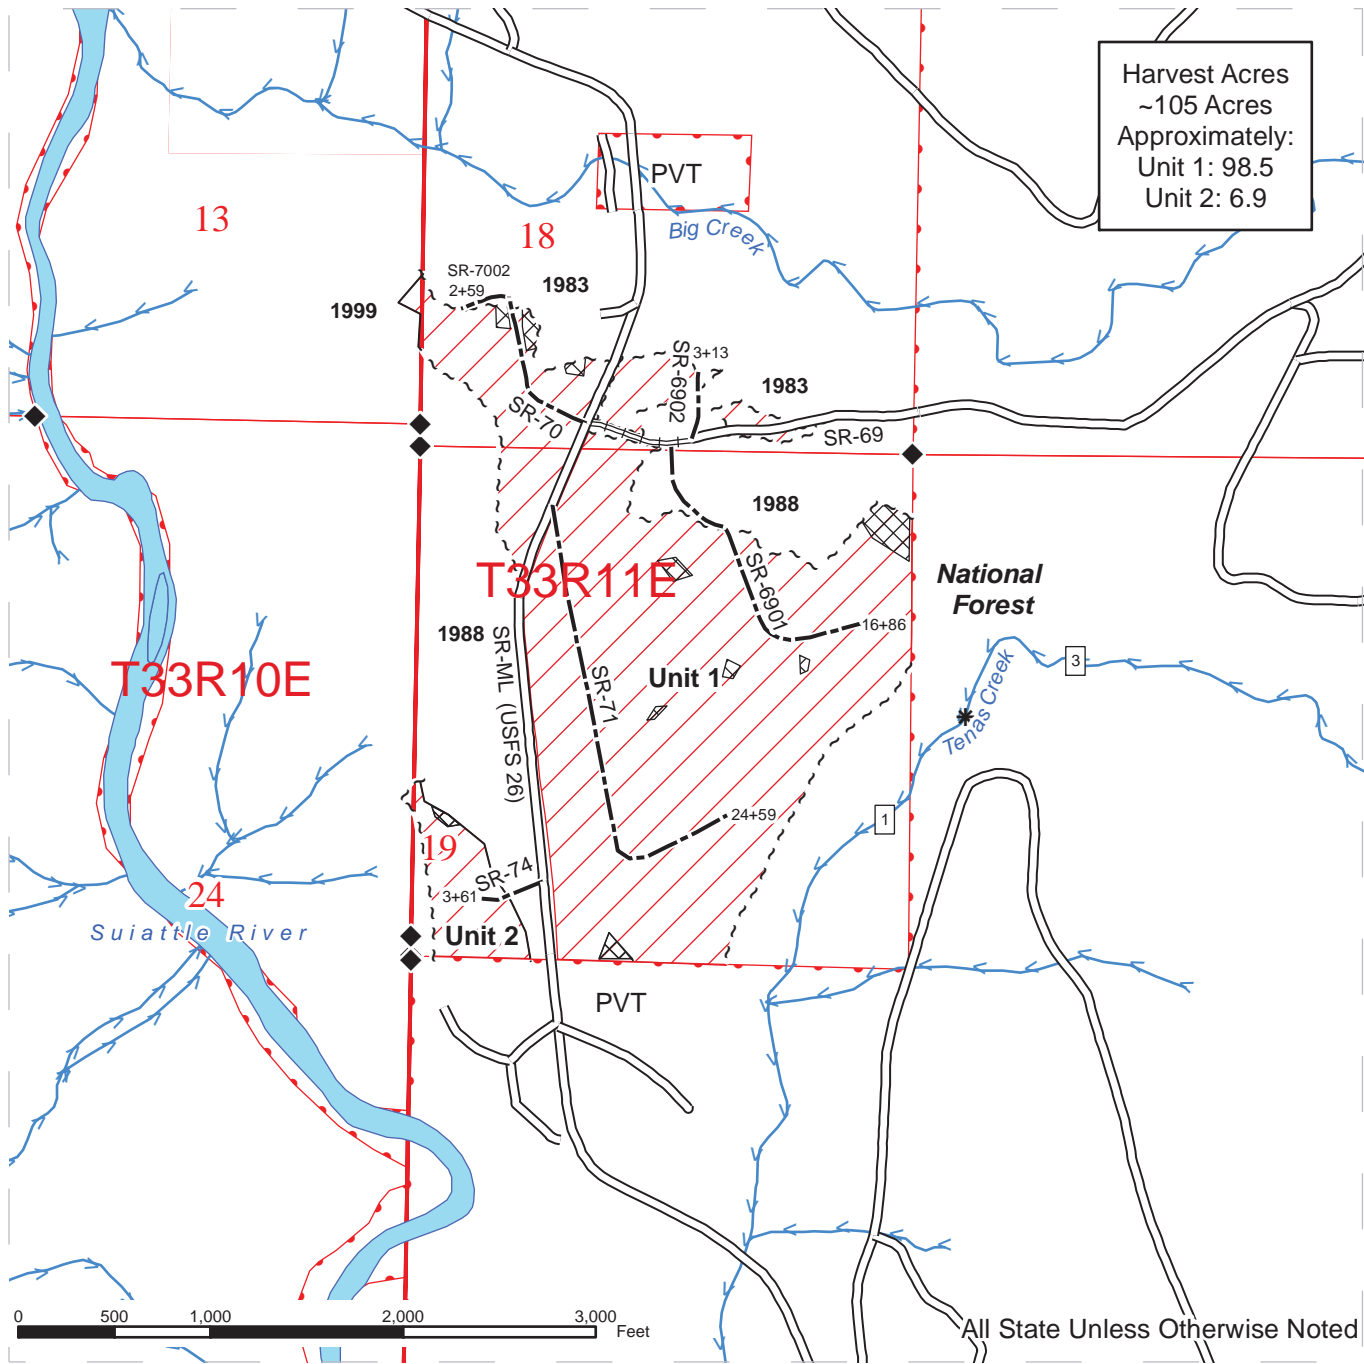 Harvest Acres
~105 Acres
Approximately:
Unit 1: 98.5
Unit 2: 6.9
PVT
13
18
Big Creek
SR-7002
2+59
1983
1999
SR-6902
3+13
1983
SR-70
SR-69
1988
T33R11E
National
Forest
SR-6901
16+86
1988
SR-ML (USFS 26)
SR-71
Unit 1
3
Tenas Creek
T33R10E
24+59
1
19
SR-74
3+61
24
Suiattle River
Unit 2
PVT
0 500 1,000 2,000 3,000
Feet
All State Unless Otherwise Noted